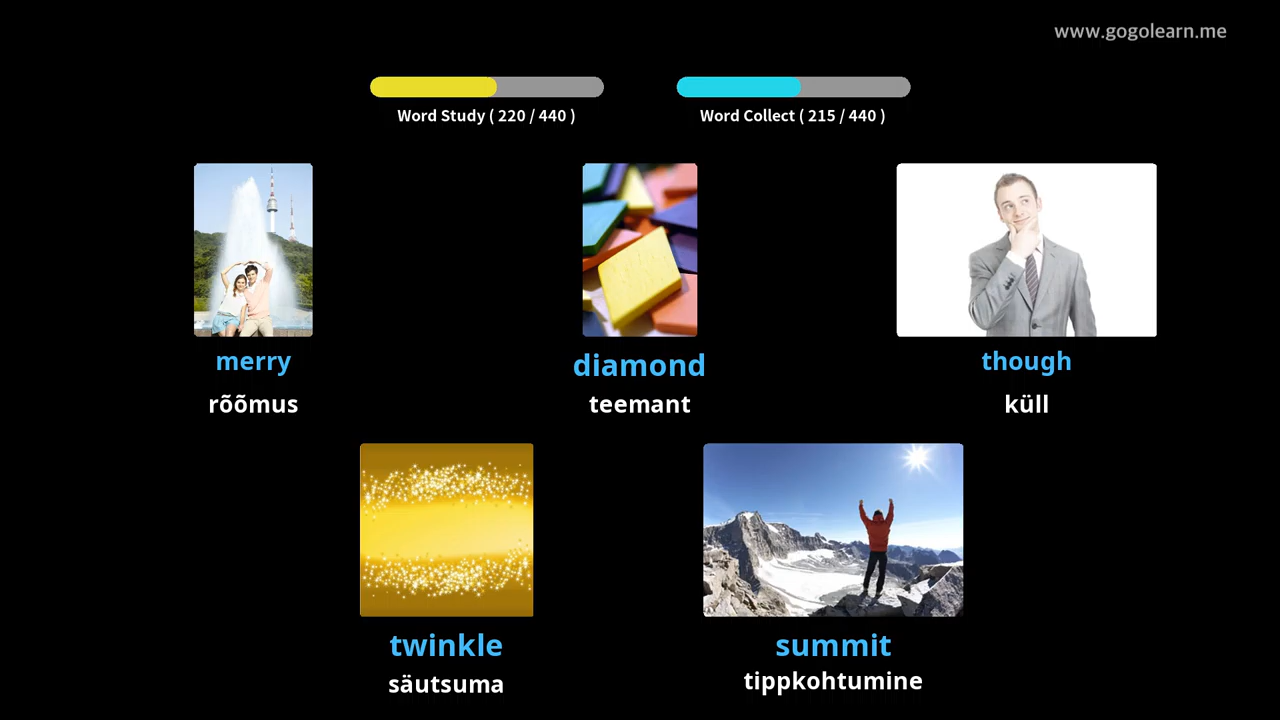 www.gogolearn.me
Word Study ( 220 / 440 )
Word Collect ( 215 / 440 )
merry
rõõmus
diamond
teemant
though
küll
twinkle
säutsuma
summit
tippkohtumine